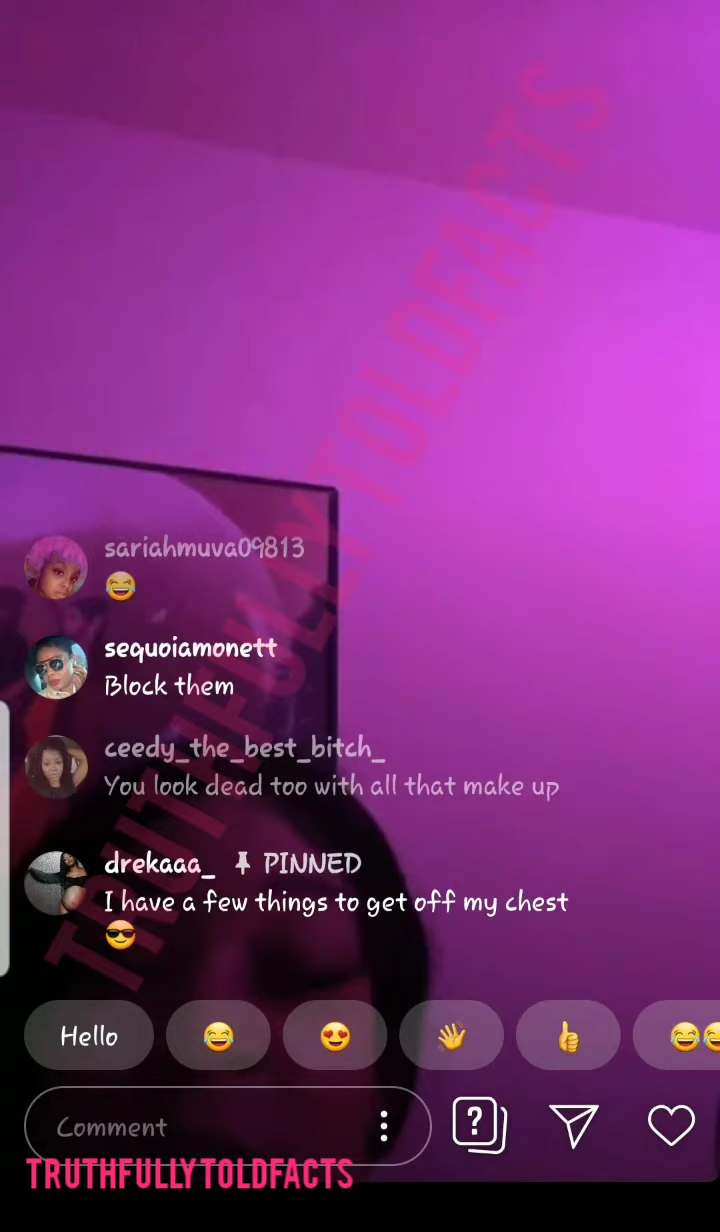 TRUTHFULLYTOLDFACTS
sariahmuva09813
😂
sequoiamonett
Block them
ceedy_the_best_bitch_
You look dead too with all that make up
drekaaa_ PINNED
I have a few things to get off my chest
😎
Hello 😂 😍 👋 👍 😂😂
Comment
TRUTHFULLYTOLDFACTS